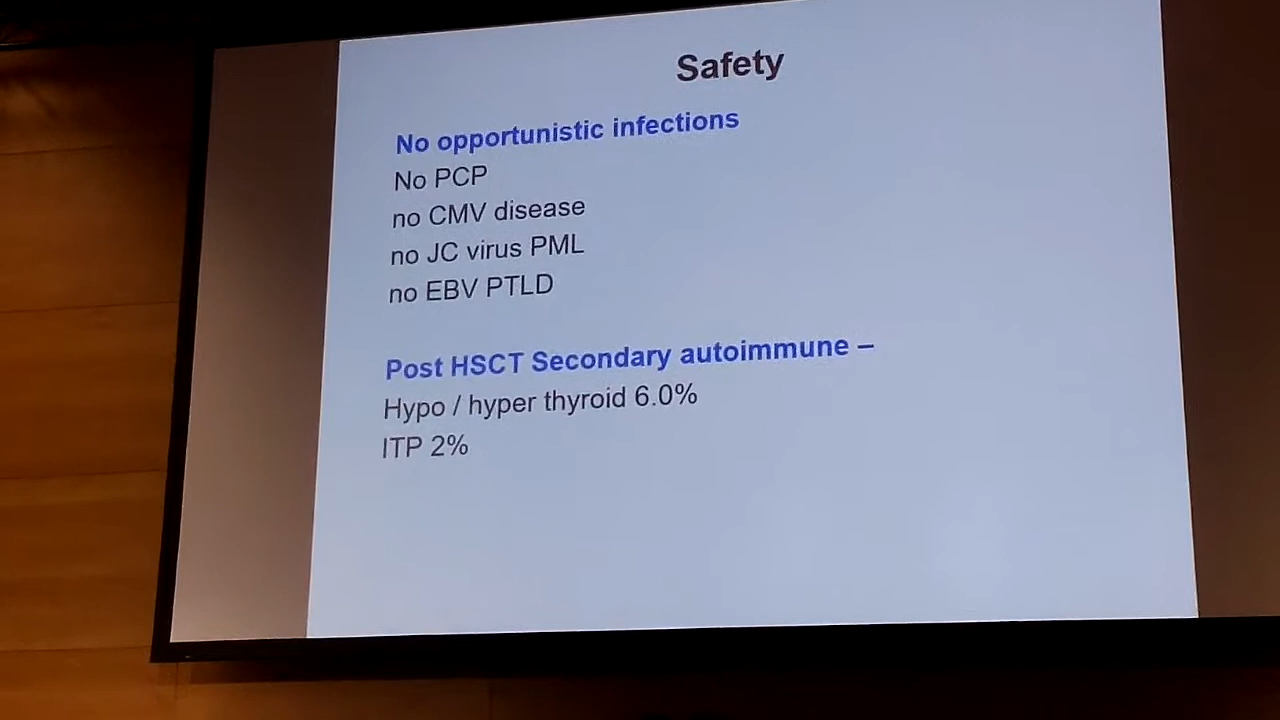 Safety
No opportunistic infections
No PCP
no CMV disease
no JC virus PML
no EBV PTLD
Post HSCT Secondary autoimmune –
Hypo / hyper thyroid 6.0%
ITP 2%